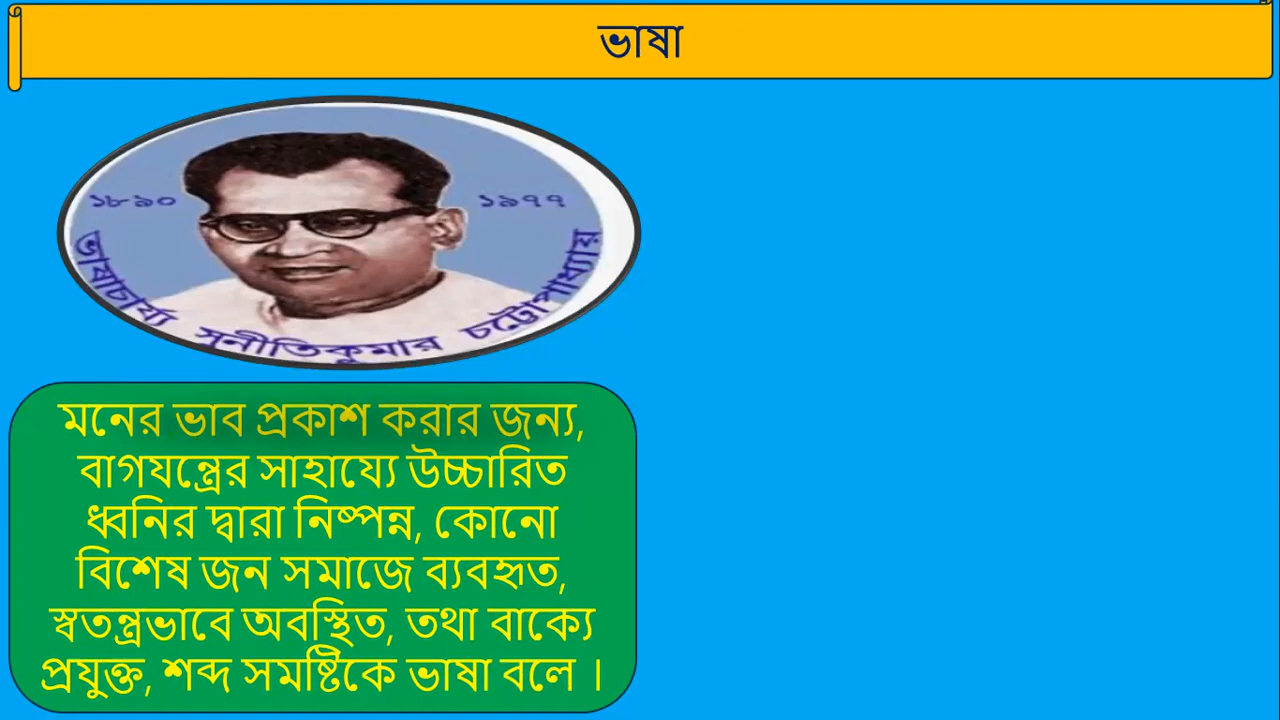 ভাষা
১৮৯০
১৯৭৭
ভাষাচার্য্য সুনীতিকুমার চট্টোপাধ্যায়
মনের ভাব প্রকাশ করার জন্য,
বাগযন্ত্রের সাহায্যে উচ্চারিত
ধ্বনির দ্বারা নিষ্পন্ন, কোনো
বিশেষ জন সমাজে ব্যবহৃত,
স্বতন্ত্রভাবে অবস্থিত, তথা বাক্যে
প্রযুক্ত, শব্দ সমষ্টিকে ভাষা বলে ।